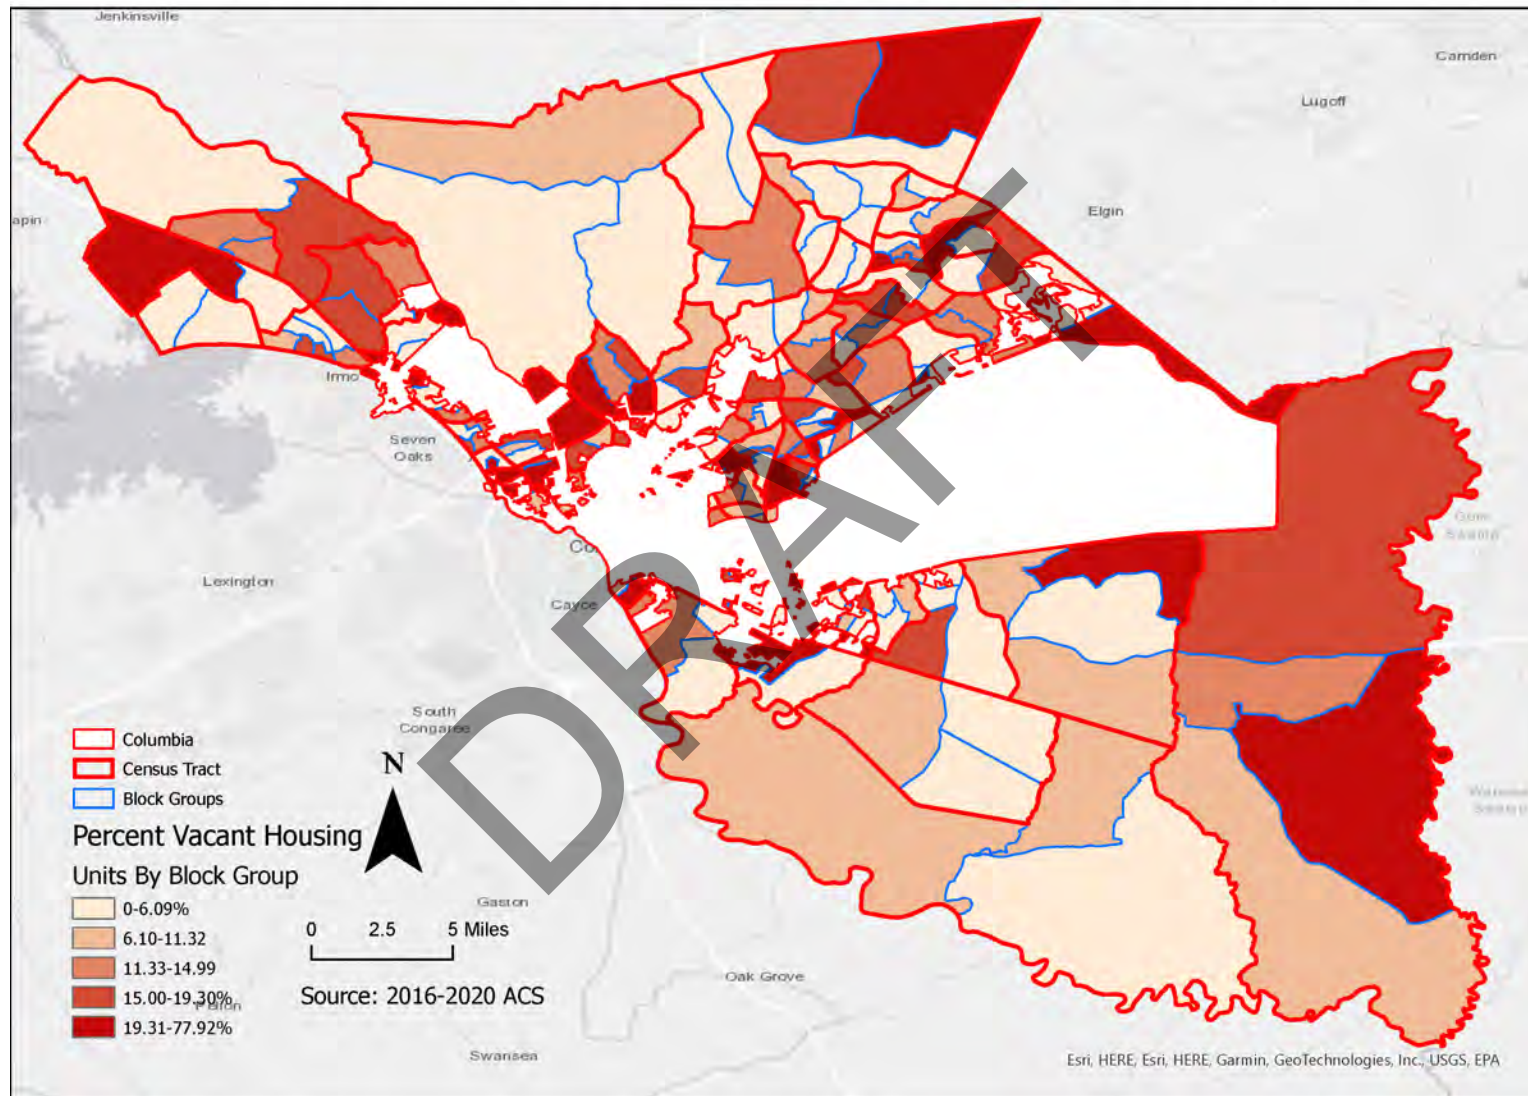 Jenkinsville
Camden
Lugoff
Elgin
apin
Irmo
Seven
Oaks
Lexington
Cayce
South
Congaree
Gaston
Oak Grove
Swansea
DRAFT
Columbia
Census Tract
Block Groups
N
Percent Vacant Housing
Units By Block Group
0-6.09%
6.10-11.32
11.33-14.99
15.00-19.30%
19.31-77.92%
0 2.5 5 Miles
Source: 2016-2020 ACS
Esri, HERE, Esri, HERE, Garmin, GeoTechnologies, Inc., USGS, EPA